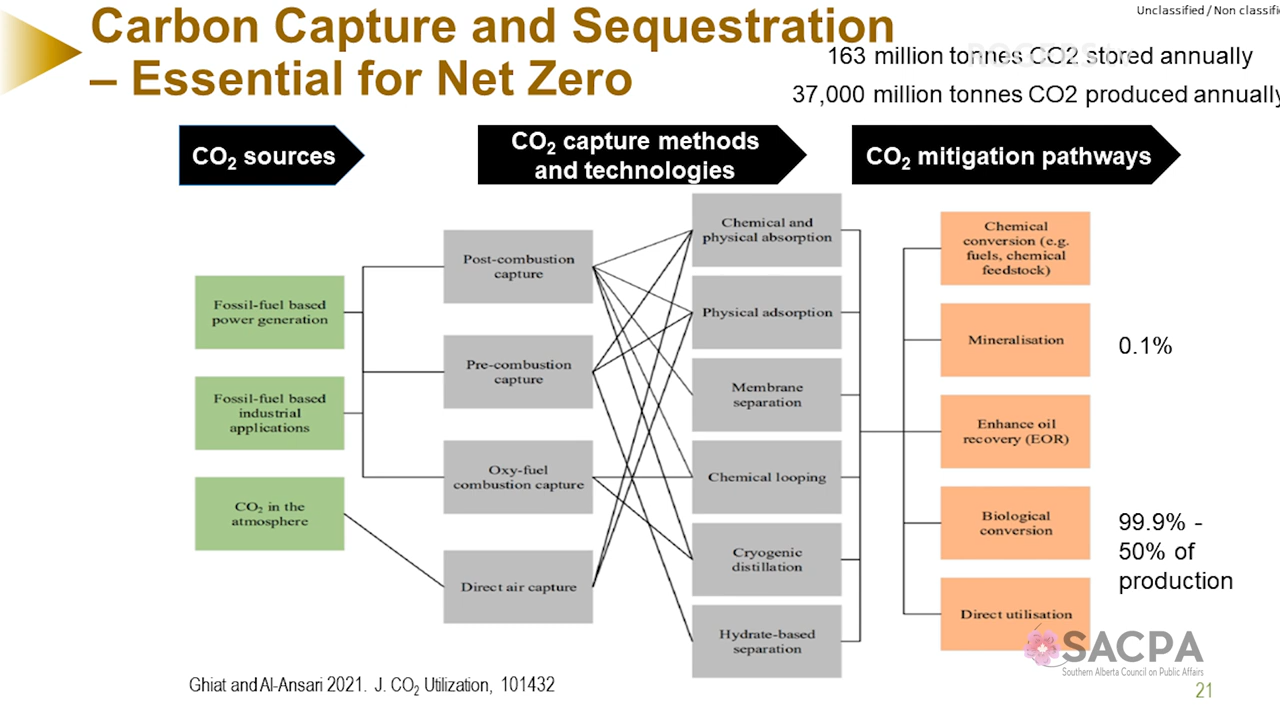 Unclassified / Non classifi
Carbon Capture and Sequestration
– Essential for Net Zero
163 million tonnes CO2 stored annually
37,000 million tonnes CO2 produced annually
CO₂ sources
CO₂ capture methods
and technologies
CO₂ mitigation pathways
Fossil-fuel based
power generation
Fossil-fuel based
industrial
applications
CO₂ in the
atmosphere
Post-combustion
capture
Pre-combustion
capture
Oxy-fuel
combustion capture
Direct air capture
Chemical and
physical absorption
Physical adsorption
Membrane
separation
Chemical looping
Cryogenic
distillation
Hydrate-based
separation
Chemical
conversion (e.g.
fuels, chemical
feedstock)
Mineralisation
0.1%
Enhance oil
recovery (EOR)
Biological
conversion
99.9% -
50% of
production
Direct utilisation
SACPA
Southern Alberta Council on Public Affairs
Ghiat and Al-Ansari 2021. J. CO₂ Utilization, 101432
21